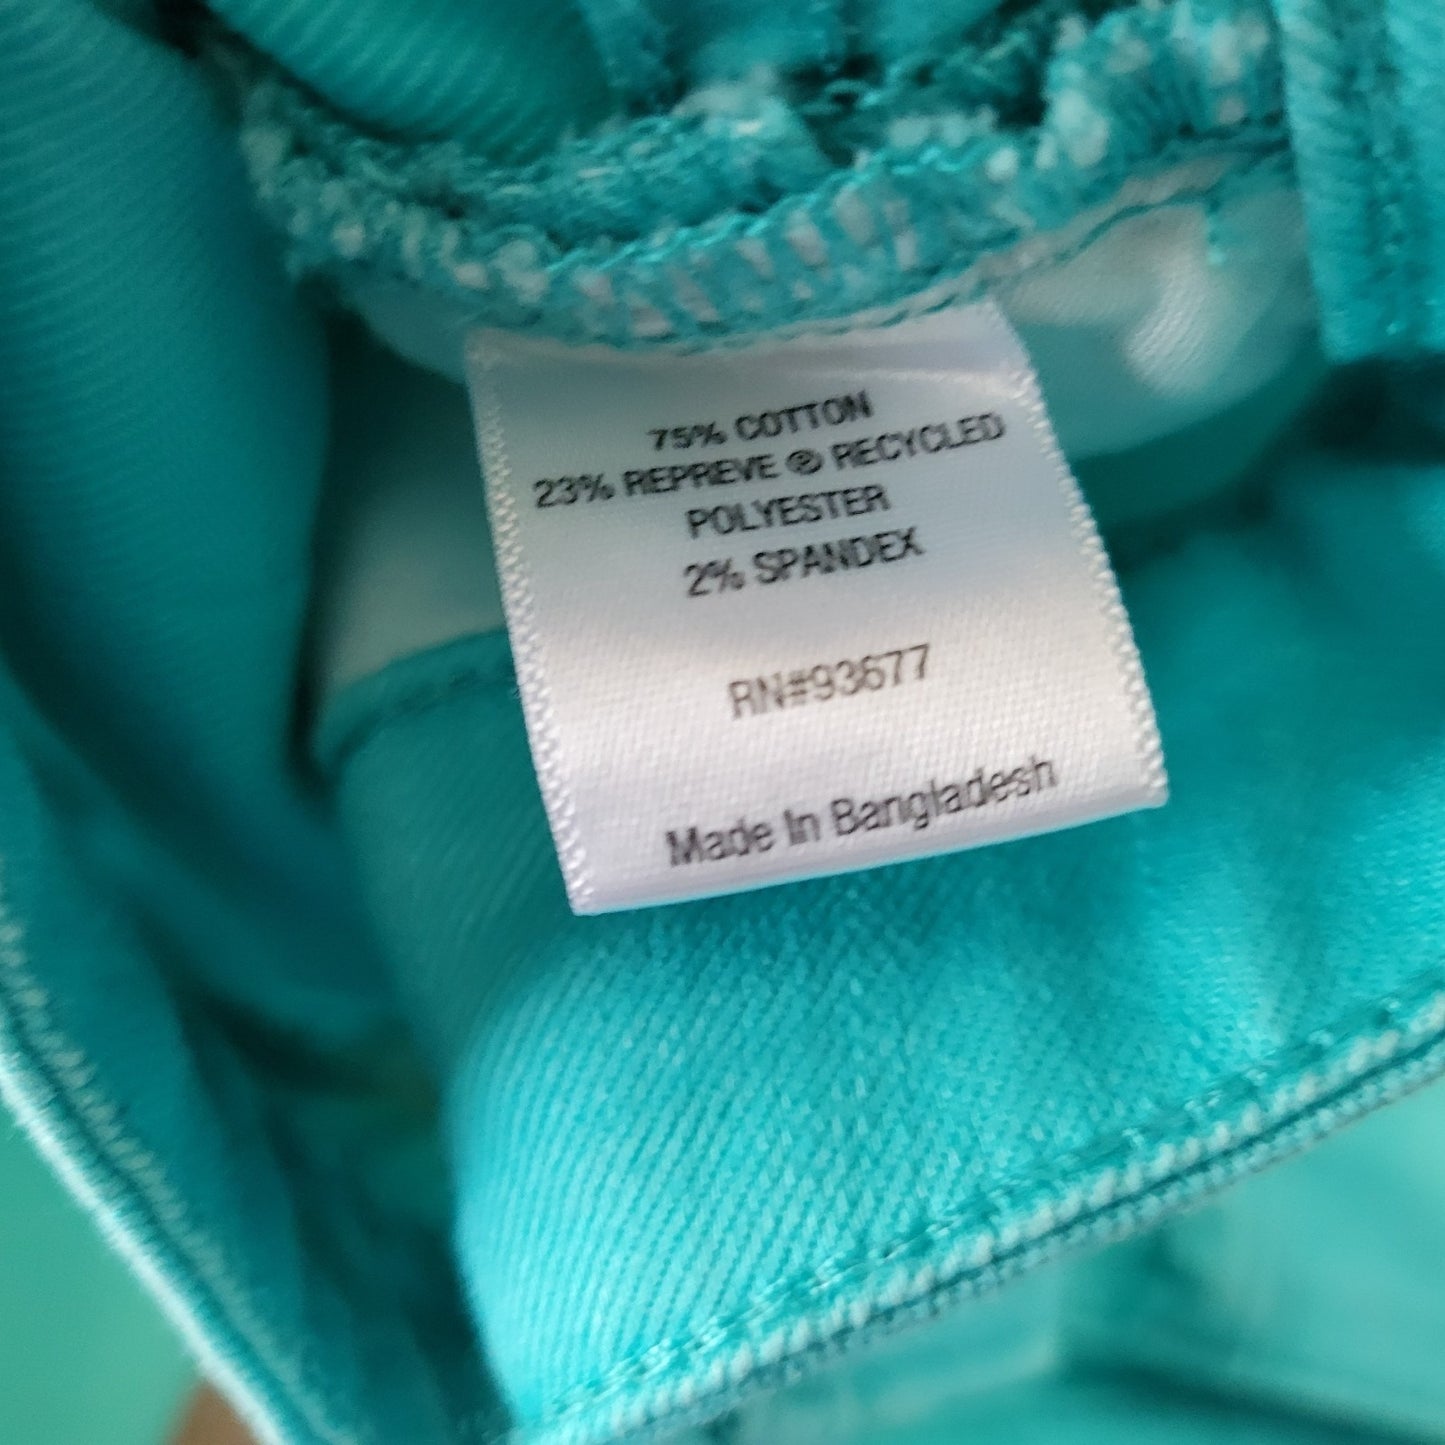 75% COTTON
23% REPREVE ® RECYCLED
POLYESTER
2% SPANDEX
RN#93677
Made In Bangladesh